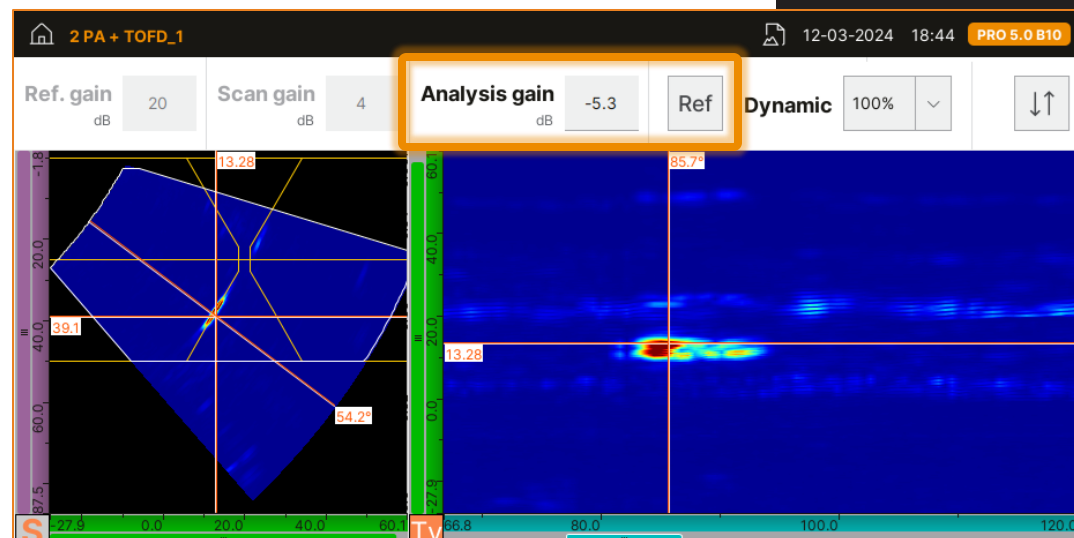 2 PA + TOFD_1
12-03-2024 18:44 PRO 5.0 B10
Ref. gain
dB
20
Scan gain
dB
4
Analysis gain
dB
-5.3
Ref
Dynamic
100%
-1.8
20.0
40.0
60.0
87.5
13.28
39.1
54.2°
S
-27.9 0.0 20.0 40.0 60.1
60.1
40.0
20.0
0.0
-27.9
85.7°
13.28
Tv
66.8 80.0 100.0 120.0